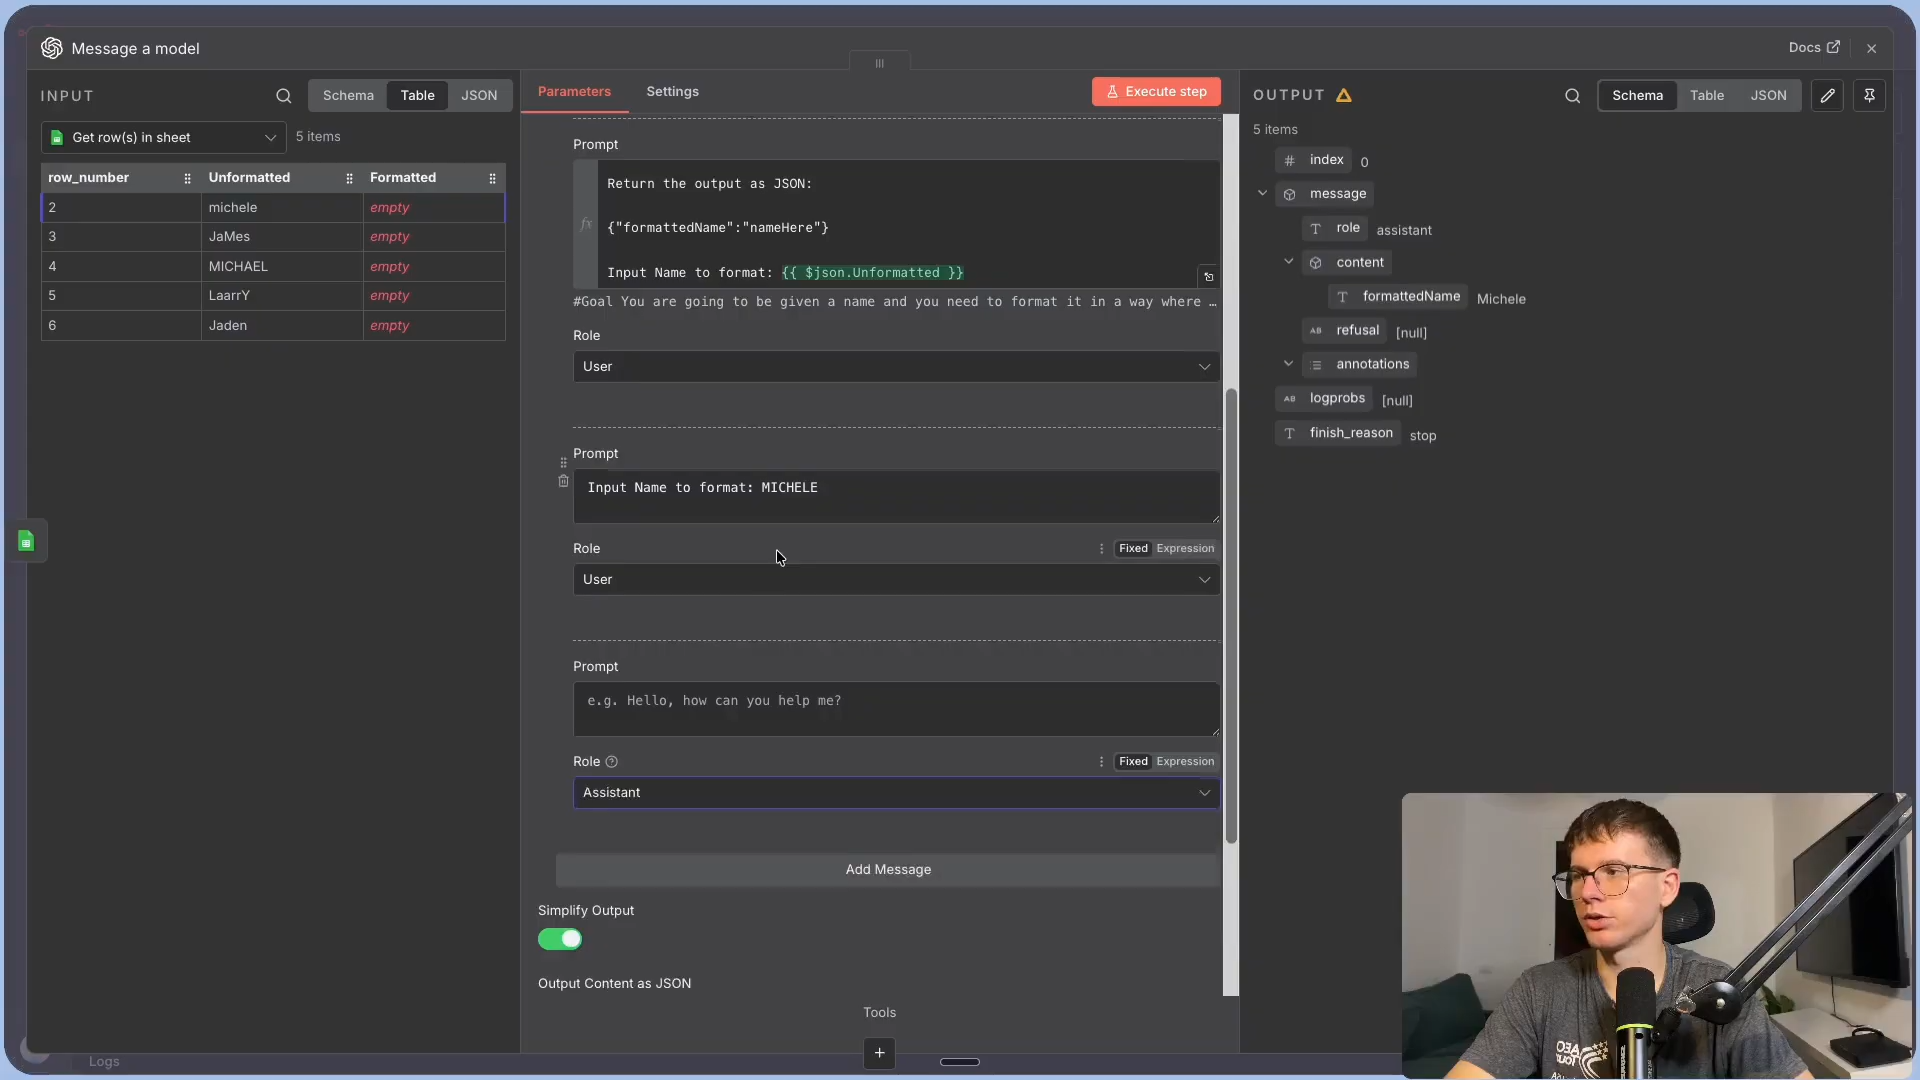 Message a model
Docs
INPUT
Schema
Table
JSON
Get row(s) in sheet
5 items
row_number
Unformatted
Formatted
2
michele
empty
3
JaMes
empty
4
MICHAEL
empty
5
LaarrY
empty
6
Jaden
empty
Parameters
Settings
Execute step
Prompt
fx
Return the output as JSON:
{"formattedName":"nameHere"}
Input Name to format: {{ $json.Unformatted }}
#Goal You are going to be given a name and you need to format it in a way where …
Role
User
Prompt
Input Name to format: MICHELE
Role
Fixed
Expression
User
Prompt
e.g. Hello, how can you help me?
Role
Fixed
Expression
Assistant
Add Message
Simplify Output
Output Content as JSON
Tools
Logs
OUTPUT
Schema
Table
JSON
5 items
# index 0
message
T role assistant
content
T formattedName Michele
AB refusal [null]
annotations
AB logprobs [null]
T finish_reason stop